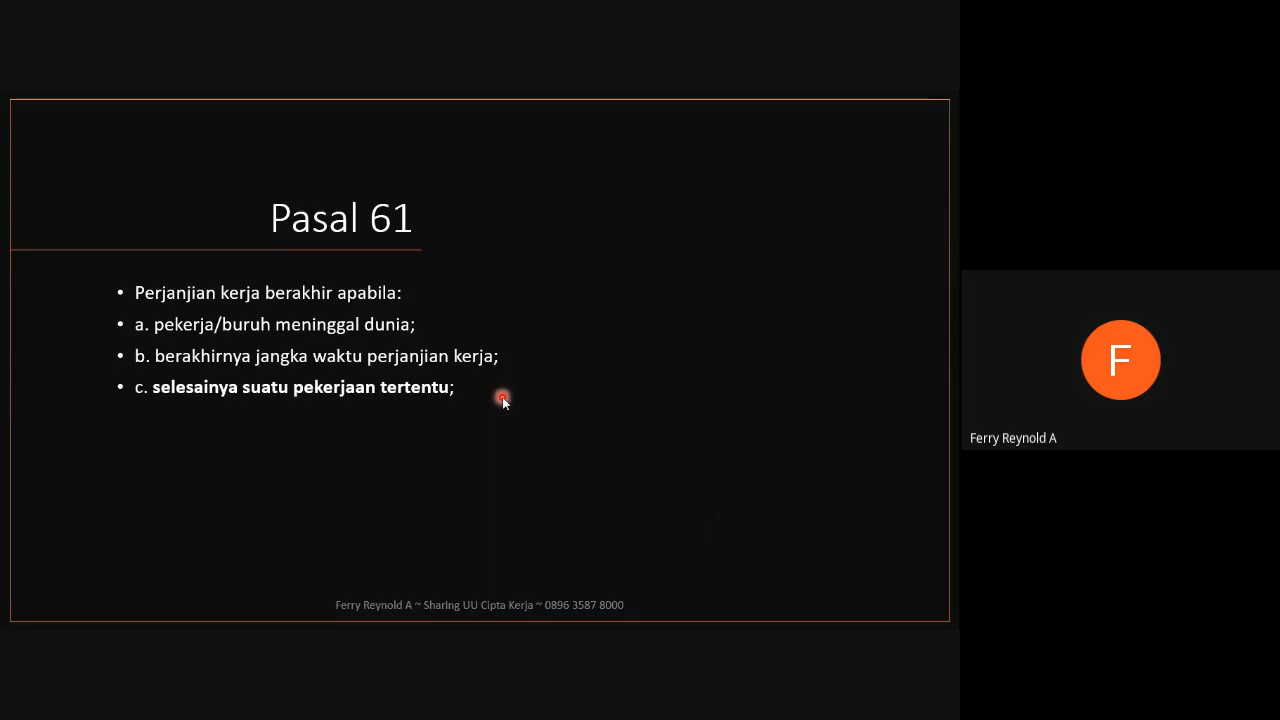 Pasal 61
• Perjanjian kerja berakhir apabila:
• a. pekerja/buruh meninggal dunia;
• b. berakhirnya jangka waktu perjanjian kerja;
• c. selesainya suatu pekerjaan tertentu;
Ferry Reynold A ~ Sharing UU Cipta Kerja ~ 0896 3587 8000
F
Ferry Reynold A